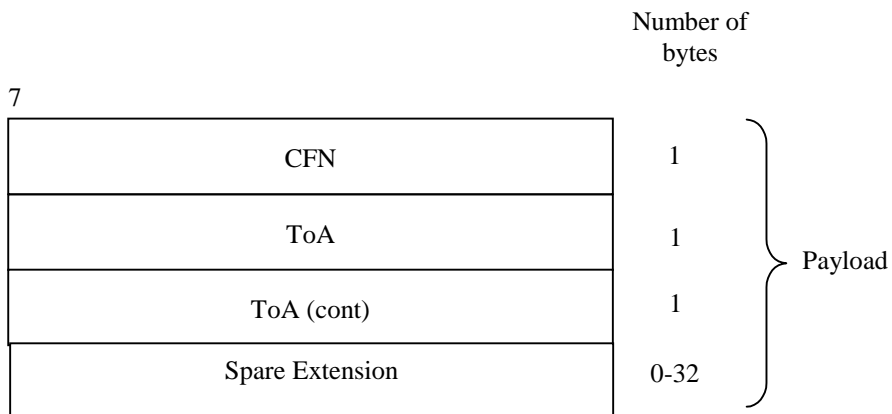 Number of
bytes
7
CFN 1
ToA 1
ToA (cont) 1
Payload
Spare Extension 0-32